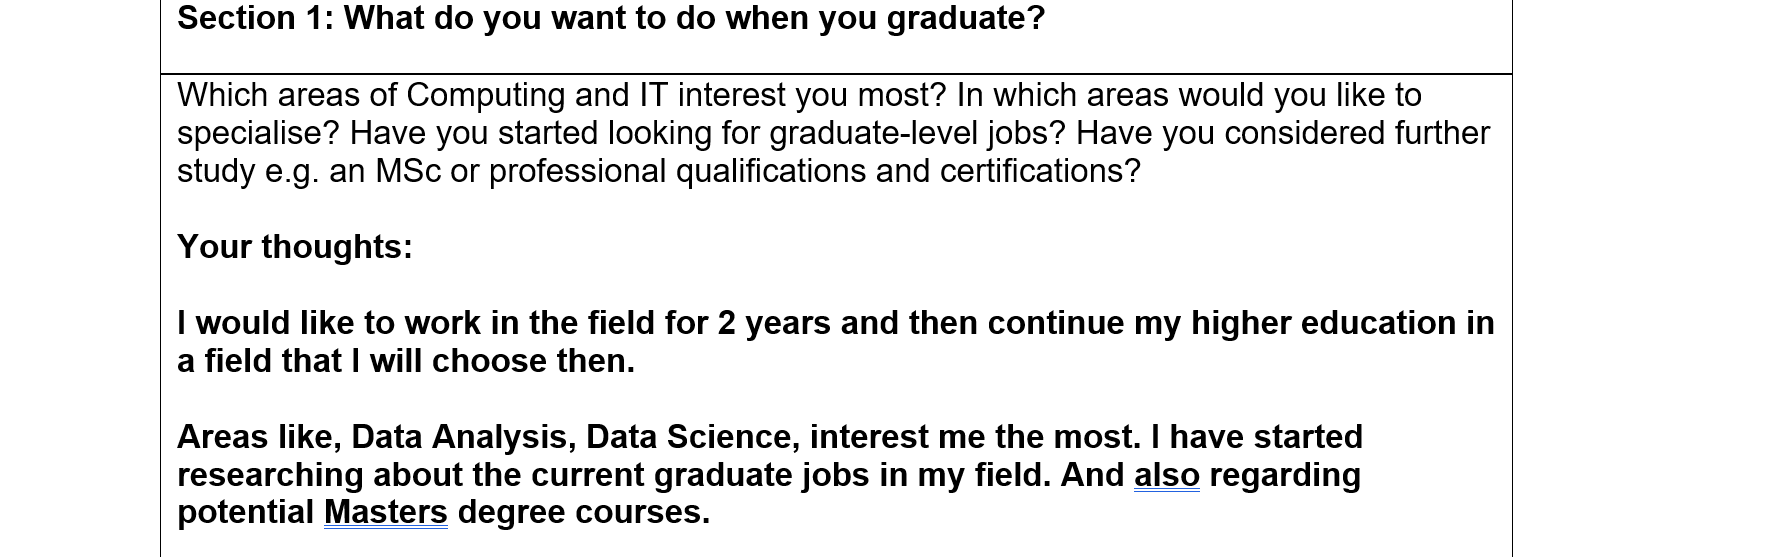 Section 1: What do you want to do when you graduate?
Which areas of Computing and IT interest you most? In which areas would you like to
specialise? Have you started looking for graduate-level jobs? Have you considered further
study e.g. an MSc or professional qualifications and certifications?
Your thoughts:
I would like to work in the field for 2 years and then continue my higher education in
a field that I will choose then.
Areas like, Data Analysis, Data Science, interest me the most. I have started
researching about the current graduate jobs in my field. And also regarding
potential Masters degree courses.